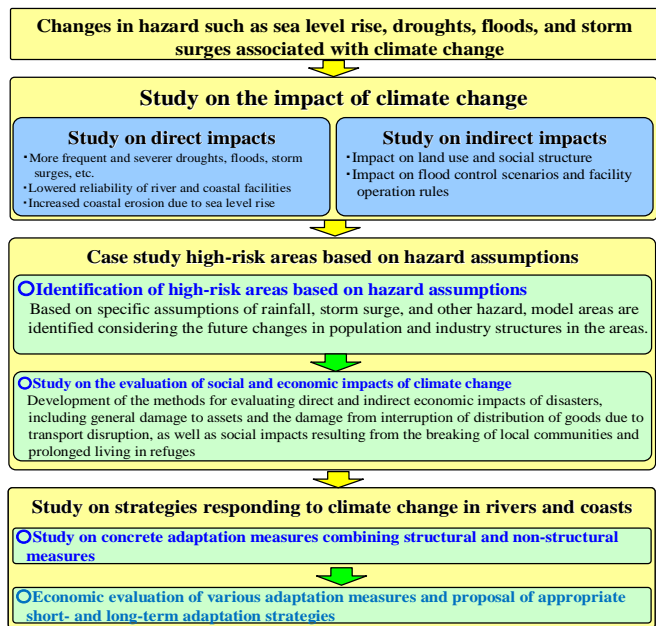 Changes in hazard such as sea level rise, droughts, floods, and storm
surges associated with climate change
Study on the impact of climate change
Study on direct impacts
・More frequent and severer droughts, floods, storm
surges, etc.
・Lowered reliability of river and coastal facilities
・Increased coastal erosion due to sea level rise
Study on indirect impacts
・Impact on land use and social structure
・Impact on flood control scenarios and facility
operation rules
Case study high-risk areas based on hazard assumptions
○Identification of high-risk areas based on hazard assumptions
Based on specific assumptions of rainfall, storm surge, and other hazard, model areas are
identified considering the future changes in population and industry structures in the areas.
○Study on the evaluation of social and economic impacts of climate change
Development of the methods for evaluating direct and indirect economic impacts of disasters,
including general damage to assets and the damage from interruption of distribution of goods due to
transport disruption, as well as social impacts resulting from the breaking of local communities and
prolonged living in refuges
Study on strategies responding to climate change in rivers and coasts
○Study on concrete adaptation measures combining structural and non-structural
measures
○Economic evaluation of various adaptation measures and proposal of appropriate
short- and long-term adaptation strategies